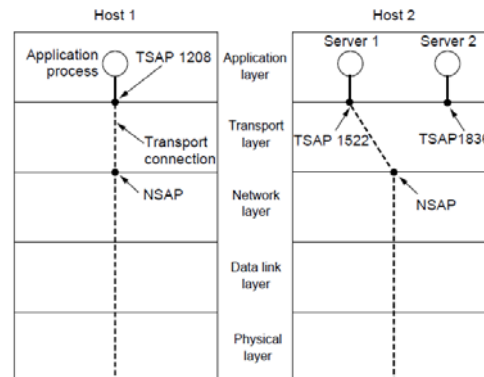 Host 1
Host 2
Application
process
TSAP 1208
Application
layer
Server 1
Server 2
Transport
connection
Transport
layer
TSAP 1522
TSAP1836
NSAP
Network
layer
NSAP
Data link
layer
Physical
layer